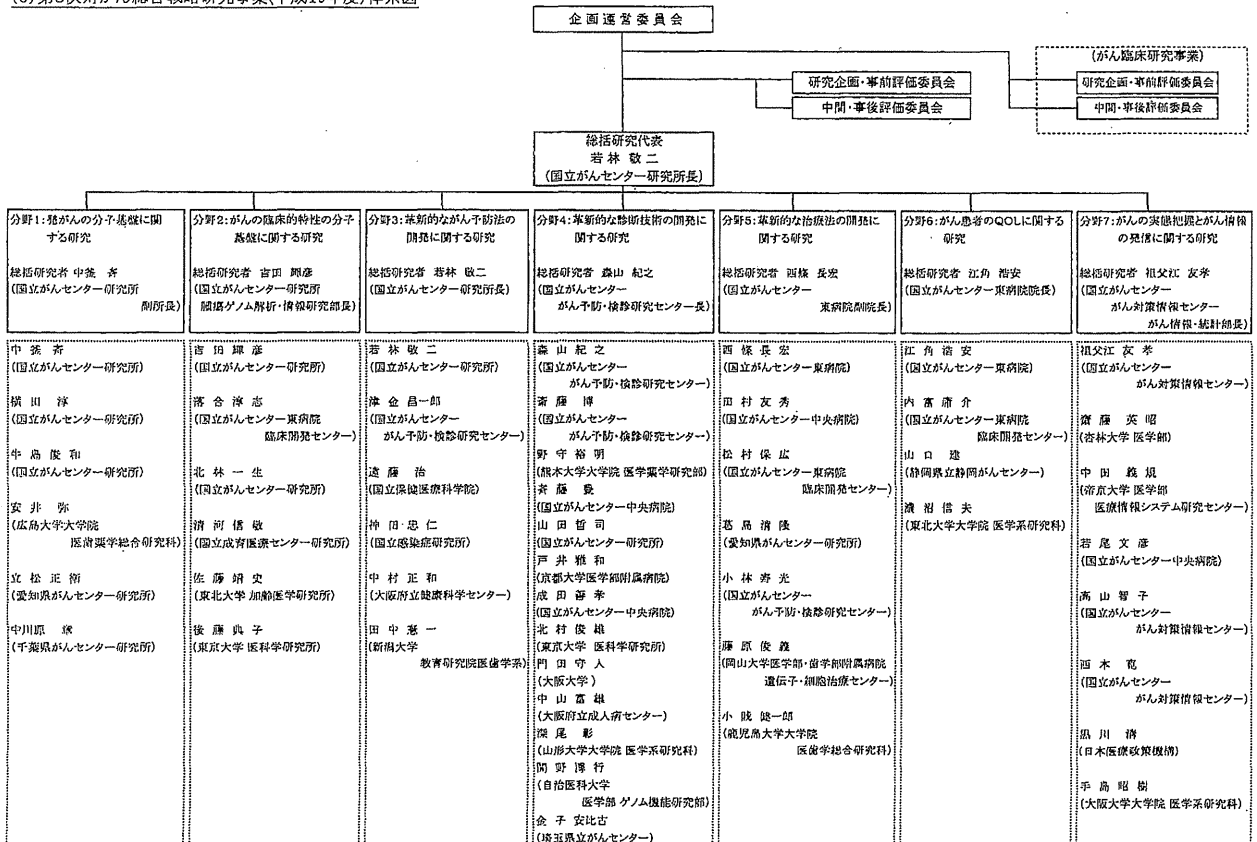 企画運営委員会
(がん臨床研究事業)
研究企画・事前評価委員会
中間・事後評価委員会
研究企画・事前評価委員会
中間・事後評価委員会
総括研究代表
若林 敬二
(国立がんセンター研究所長)
分野1:発がんの分子基盤に関
する研究
総括研究者 中釜 斉
(国立がんセンター研究所
副所長)
分野2:がんの臨床的特性の分子
基盤に関する研究
総括研究者 吉田 輝彦
(国立がんセンター研究所
腫瘍ゲノム解析・情報研究部長)
分野3:革新的ながん予防法の
開発に関する研究
総括研究者 若林 敬二
(国立がんセンター研究所長)
分野4:革新的な診断技術の開発に
関する研究
総括研究者 森山 紀之
(国立がんセンター
がん予防・検診研究センター長)
分野5:革新的な治療法の開発に
関する研究
総括研究者 西條 長宏
(国立がんセンター
東病院副院長)
分野6:がん患者のQOLに関する
研究
総括研究者 江角 浩安
(国立がんセンター東病院院長)
分野7:がんの実態把握とがん情報
の発信に関する研究
総括研究者 祖父江 友孝
(国立がんセンター
がん対策情報センター
がん情報・統計部長)
中釜 斉
(国立がんセンター研究所)
横田 淳
(国立がんセンター研究所)
牛島俊和
(国立がんセンター研究所)
安井 弥
(広島大学大学院
医歯薬学総合研究科)
立松正衞
(愛知県がんセンター研究所)
中川原 章
(千葉県がんセンター研究所)
吉田輝彦
(国立がんセンター研究所)
落合淳志
(国立がんセンター東病院
臨床開発センター)
北林一生
(国立がんセンター研究所)
清河信敬
(国立成育医療センター研究所)
佐藤靖史
(東北大学 加齢医学研究所)
後藤典子
(東京大学 医科学研究所)
若林敬二
(国立がんセンター研究所)
津金昌一郎
(国立がんセンター
がん予防・検診研究センター)
遠藤 治
(国立保健医療科学院)
神田忠仁
(国立感染症研究所)
中村正和
(大阪府立健康科学センター)
田中憲一
(新潟大学
教育研究院医歯学系)
森山紀之
(国立がんセンター
がん予防・検診研究センター)
斎藤 博
(国立がんセンター
がん予防・検診研究センター)
野守裕明
(熊本大学大学院 医学薬学研究部)
斉藤 豊
(国立がんセンター中央病院)
山田哲司
(国立がんセンター研究所)
戸井雅和
(京都大学医学部附属病院)
成田善孝
(国立がんセンター中央病院)
北村俊雄
(東京大学 医科学研究所)
門田守人
(大阪大学)
中山富雄
(大阪府立成人病センター)
深尾 彰
(山形大学大学院 医学系研究科)
間野博行
(自治医科大学
医学部 ゲノム機能研究部)
金子安比古
(埼玉県立がんセンター)
西條長宏
(国立がんセンター東病院)
田村友秀
(国立がんセンター中央病院)
松村保広
(国立がんセンター東病院
臨床開発センター)
葛島清隆
(愛知県がんセンター研究所)
小林寿光
(国立がんセンター
がん予防・検診研究センター)
藤原俊義
(岡山大学医学部・歯学部附属病院
遺伝子・細胞治療センター)
小戝健一郎
(鹿児島大学大学院
医歯学総合研究科)
江角浩安
(国立がんセンター東病院)
内富庸介
(国立がんセンター東病院
臨床開発センター)
山口 建
(静岡県立静岡がんセンター)
濃沼信夫
(東北大学大学院 医学系研究科)
祖父江 友孝
(国立がんセンター
がん対策情報センター)
齋藤 英昭
(杏林大学 医学部)
中田 義規
(帝京大学 医学部
医療情報システム研究センター)
若尾文彦
(国立がんセンター中央病院)
高山智子
(国立がんセンター
がん対策情報センター)
西本 寛
(国立がんセンター
がん対策情報センター)
黒川 清
(日本医療政策機構)
手島昭樹
(大阪大学大学院 医学系研究科)